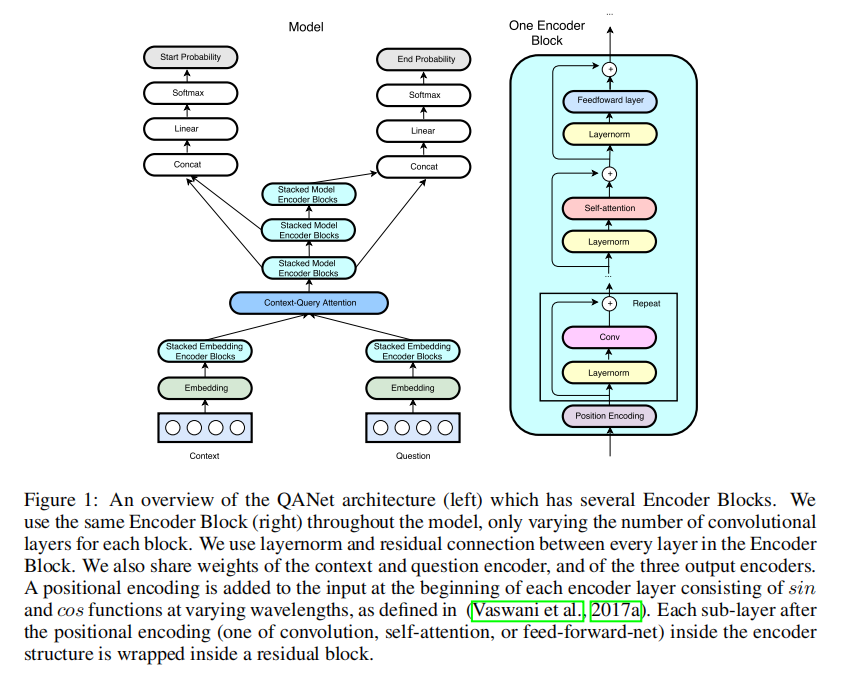 Model
One Encoder
Block
...
Start Probability
Softmax
Linear
Concat
End Probability
Softmax
Linear
Concat
Stacked Model
Encoder Blocks
Stacked Model
Encoder Blocks
Stacked Model
Encoder Blocks
Context-Query Attention
Stacked Embedding
Encoder Blocks
Stacked Embedding
Encoder Blocks
Embedding
Embedding
Context
Question
+
Feedfoward layer
Layernorm
+
Self-attention
Layernorm
...
+
Repeat
Conv
Layernorm
Position Encoding
Figure 1: An overview of the QANet architecture (left) which has several Encoder Blocks. We
use the same Encoder Block (right) throughout the model, only varying the number of convolutional
layers for each block. We use layernorm and residual connection between every layer in the Encoder
Block. We also share weights of the context and question encoder, and of the three output encoders.
A positional encoding is added to the input at the beginning of each encoder layer consisting of sin
and cos functions at varying wavelengths, as defined in (Vaswani et al., 2017a). Each sub-layer after
the positional encoding (one of convolution, self-attention, or feed-forward-net) inside the encoder
structure is wrapped inside a residual block.